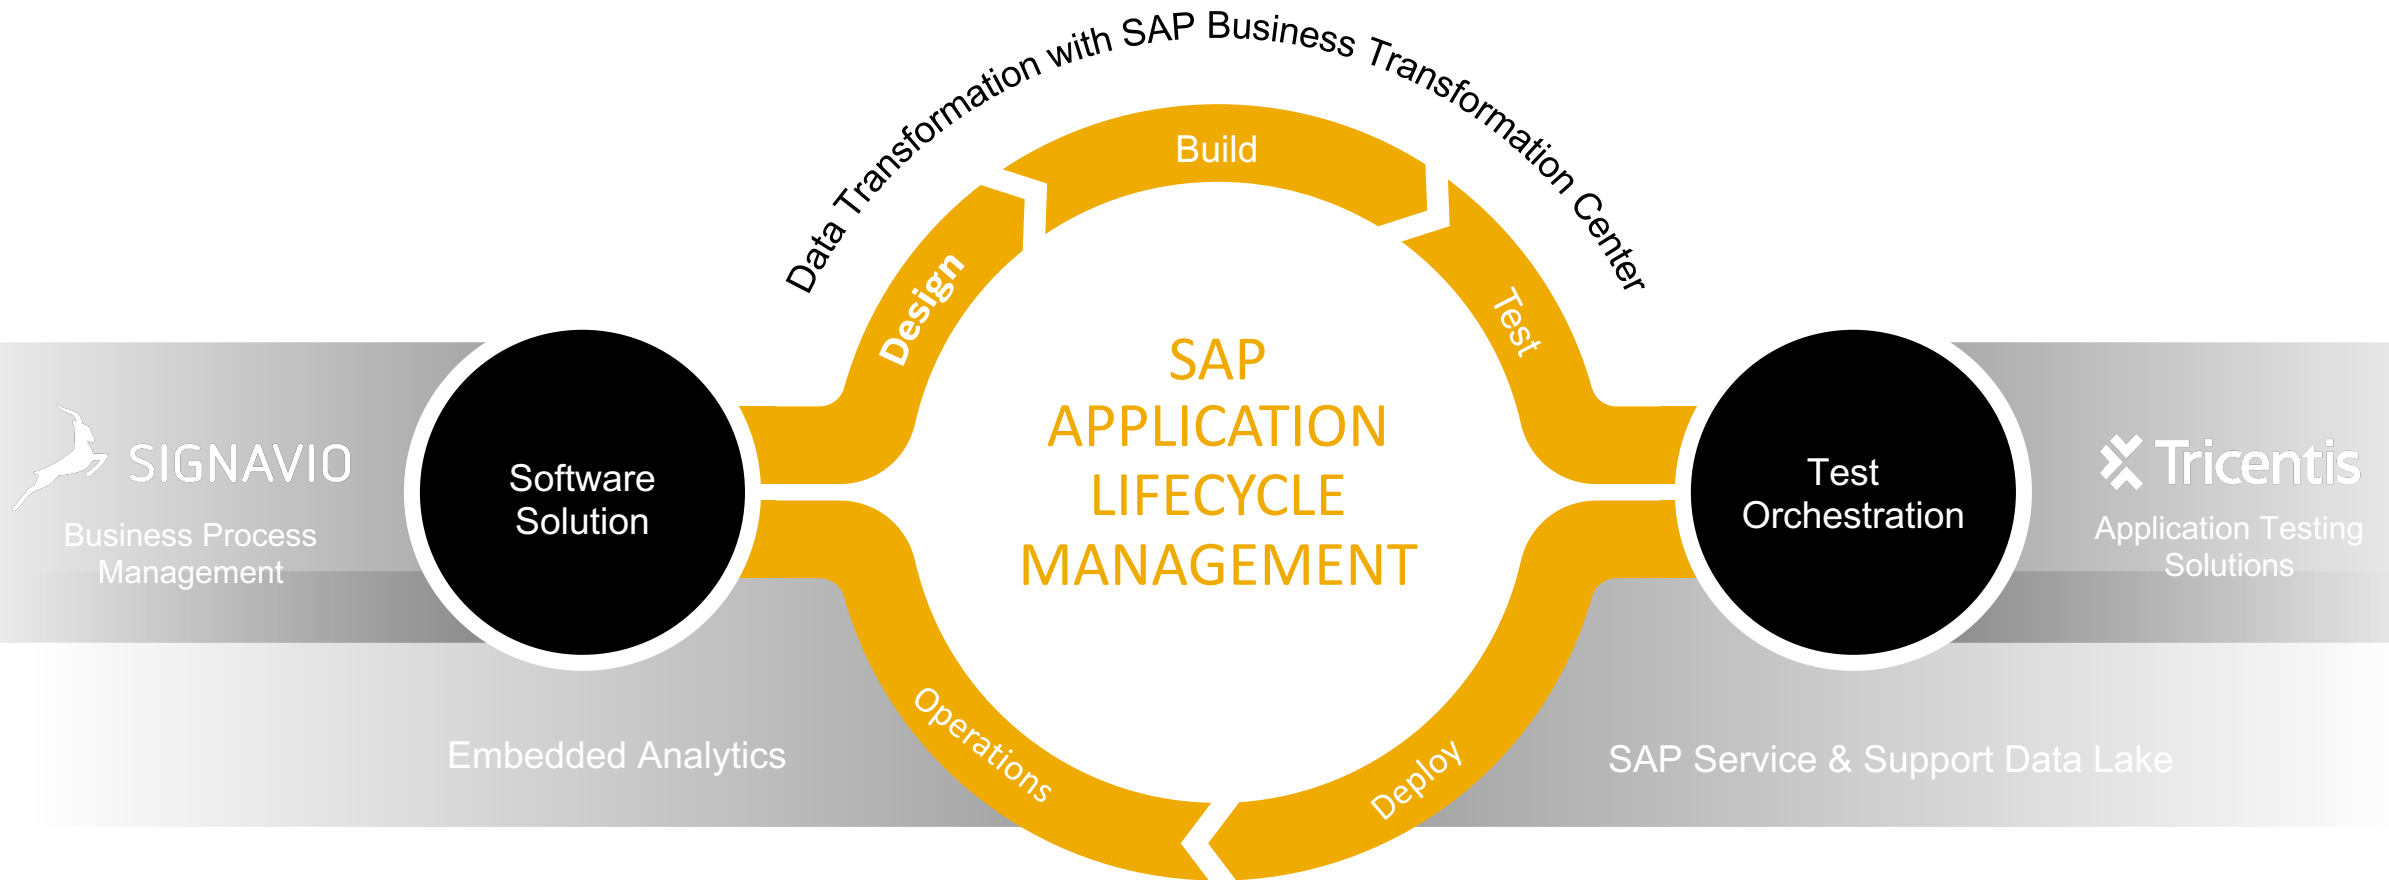 Data Transformation with SAP Business Transformation Center
Build
Design
Test
SAP
APPLICATION
LIFECYCLE
MANAGEMENT
SIGNAVIO
Business Process
Management
Software
Solution
Test
Orchestration
Tricentis
Application Testing
Solutions
Operations
Deploy
Embedded Analytics
SAP Service & Support Data Lake